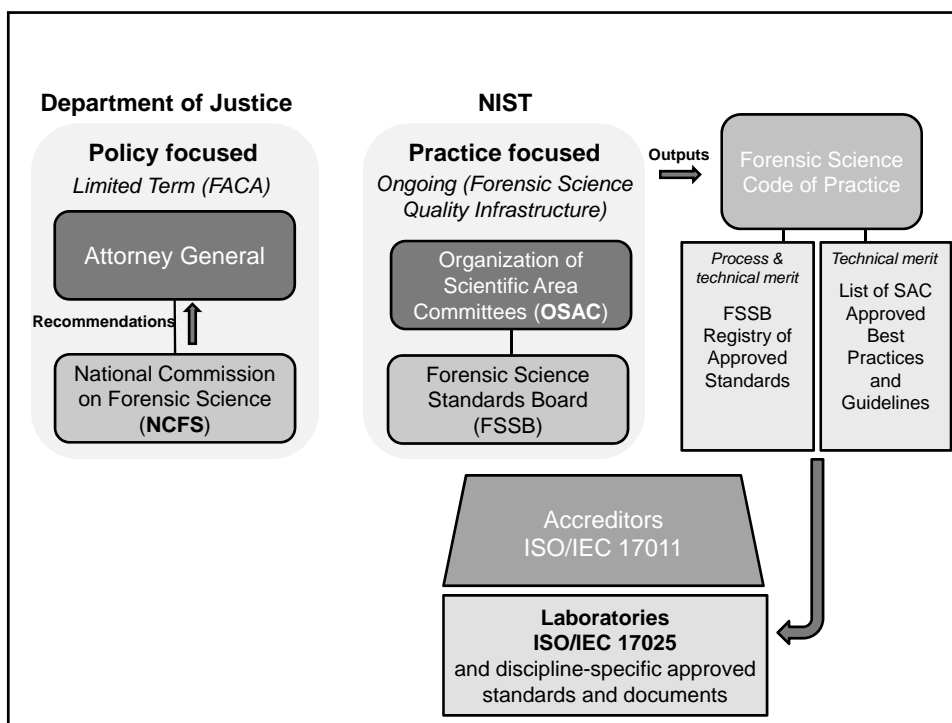 Department of Justice
Policy focused
Limited Term (FACA)
Attorney General
Recommendations
National Commission
on Forensic Science
(NCFS)
NIST
Practice focused
Ongoing (Forensic Science
Quality Infrastructure)
Organization of
Scientific Area
Committees (OSAC)
Forensic Science
Standards Board
(FSSB)
Outputs
Forensic Science
Code of Practice
Process &
technical merit
FSSB
Registry of
Approved
Standards
Technical merit
List of SAC
Approved
Best
Practices
and
Guidelines
Accreditors
ISO/IEC 17011
Laboratories
ISO/IEC 17025
and discipline-specific approved
standards and documents